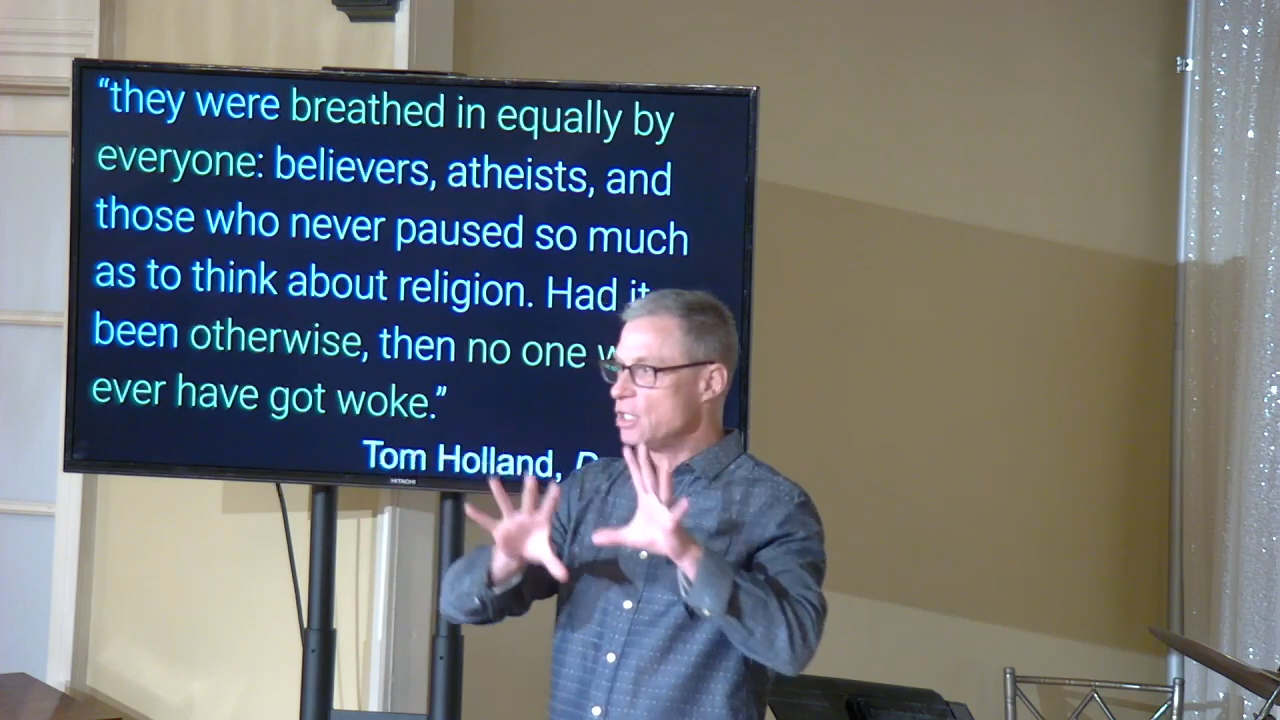 “they were breathed in equally by
everyone: believers, atheists, and
those who never paused so much
as to think about religion. Had it
been otherwise, then no one
ever have got woke.”
Tom Holland,
HITACHI